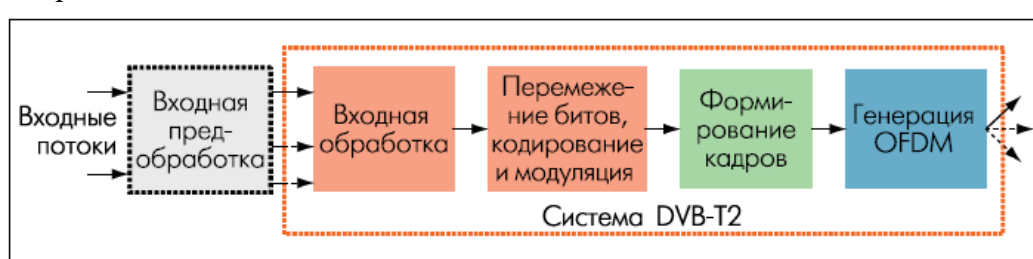 Входные
потоки
Входная
пред-
обработка
Входная
обработка
Перемеже-
ние битов,
кодирование
и модуляция
Форми-
рование
кадров
Генерация
OFDM
Система DVB-T2